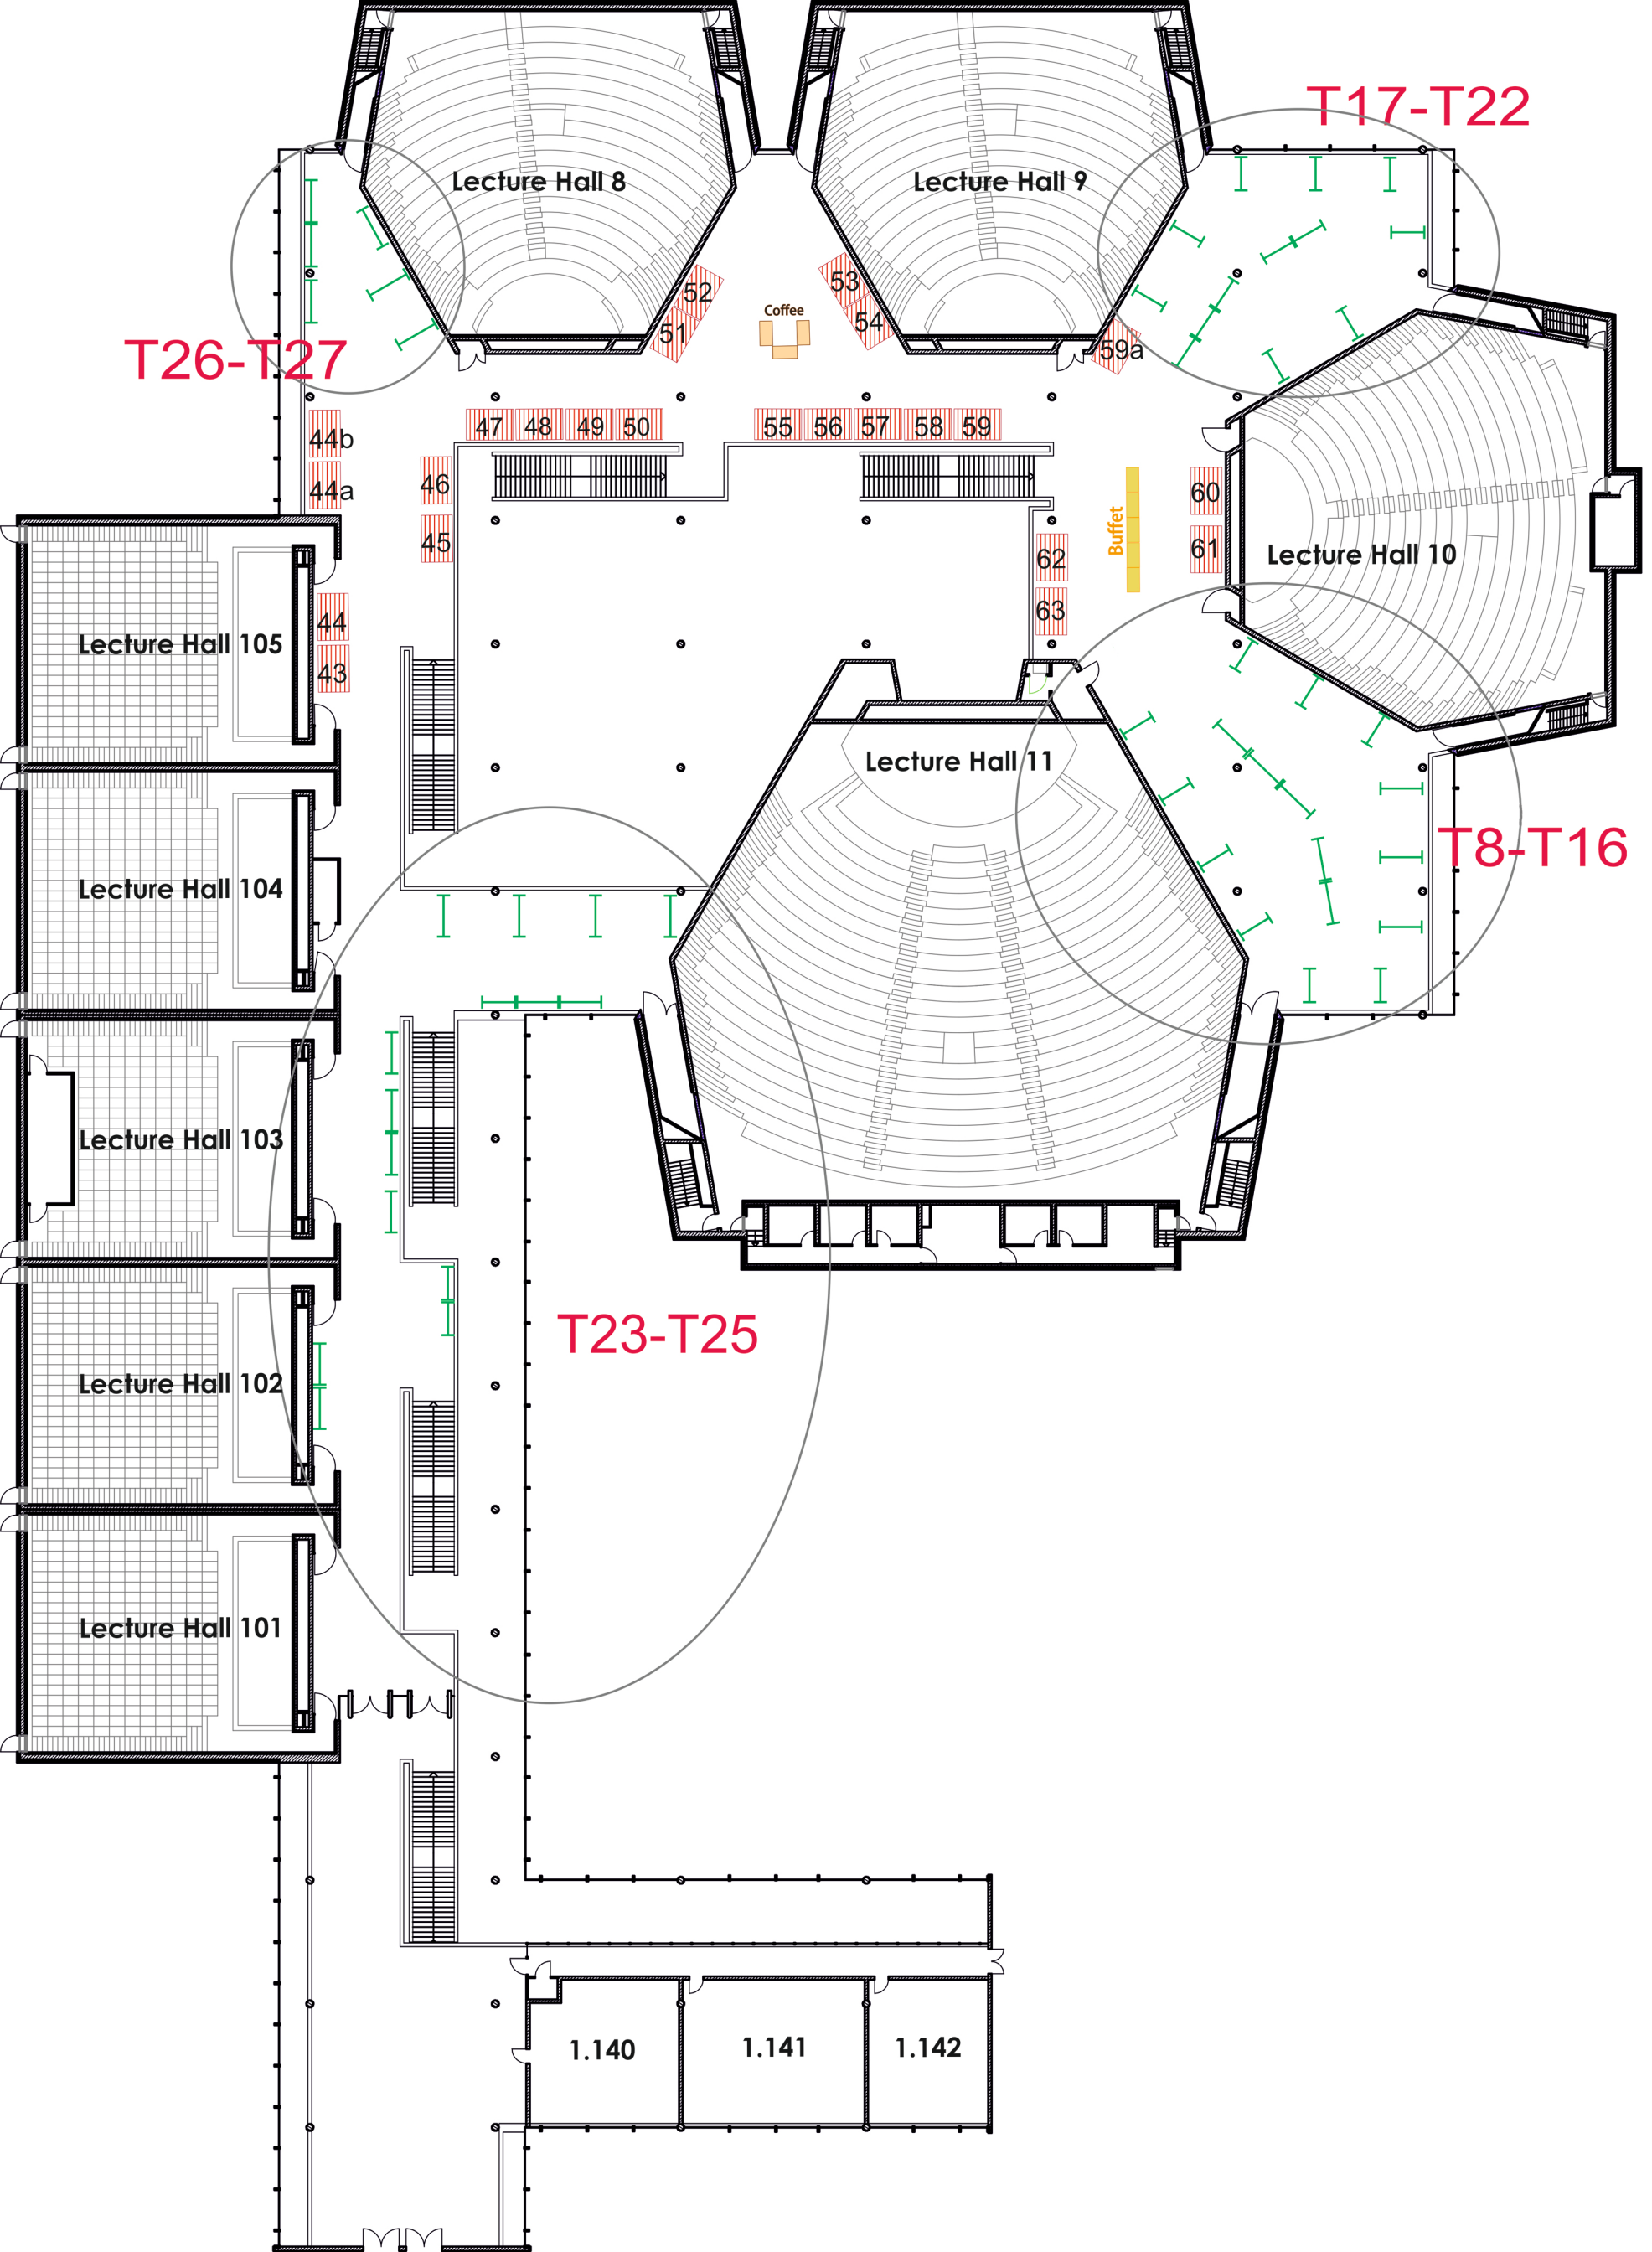 T17-T22
Lecture Hall 8
Lecture Hall 9
53
52
Coffee
54
51
59a
T26-T27
44b
47
48
49
50
55
56
57
58
59
46
44a
60
Buffet
45
61
62
Lecture Hall 10
63
44
Lecture Hall 105
43
Lecture Hall 11
T8-T16
Lecture Hall 104
Lecture Hall 103
T23-T25
Lecture Hall 102
Lecture Hall 101
1.140
1.141
1.142